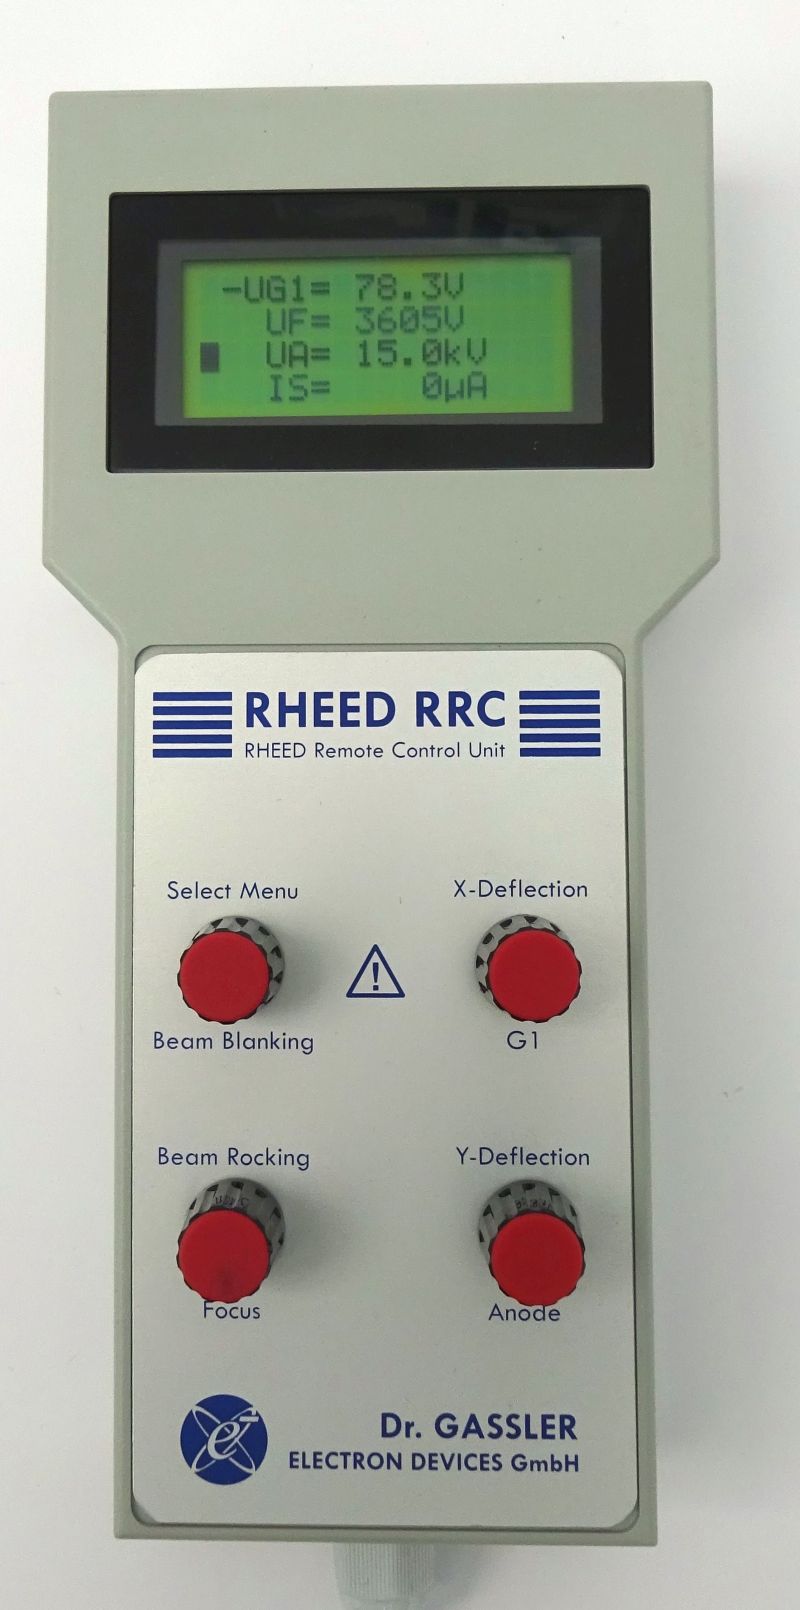 -UG1= 78.3V
UF= 3605V
UA= 15.0kV
IS= 0µA
RHEED RRC
RHEED Remote Control Unit
Select Menu
X-Deflection
Beam Blanking
G1
Beam Rocking
Y-Deflection
Focus
Anode
e-
Dr. GASSLER
ELECTRON DEVICES GmbH